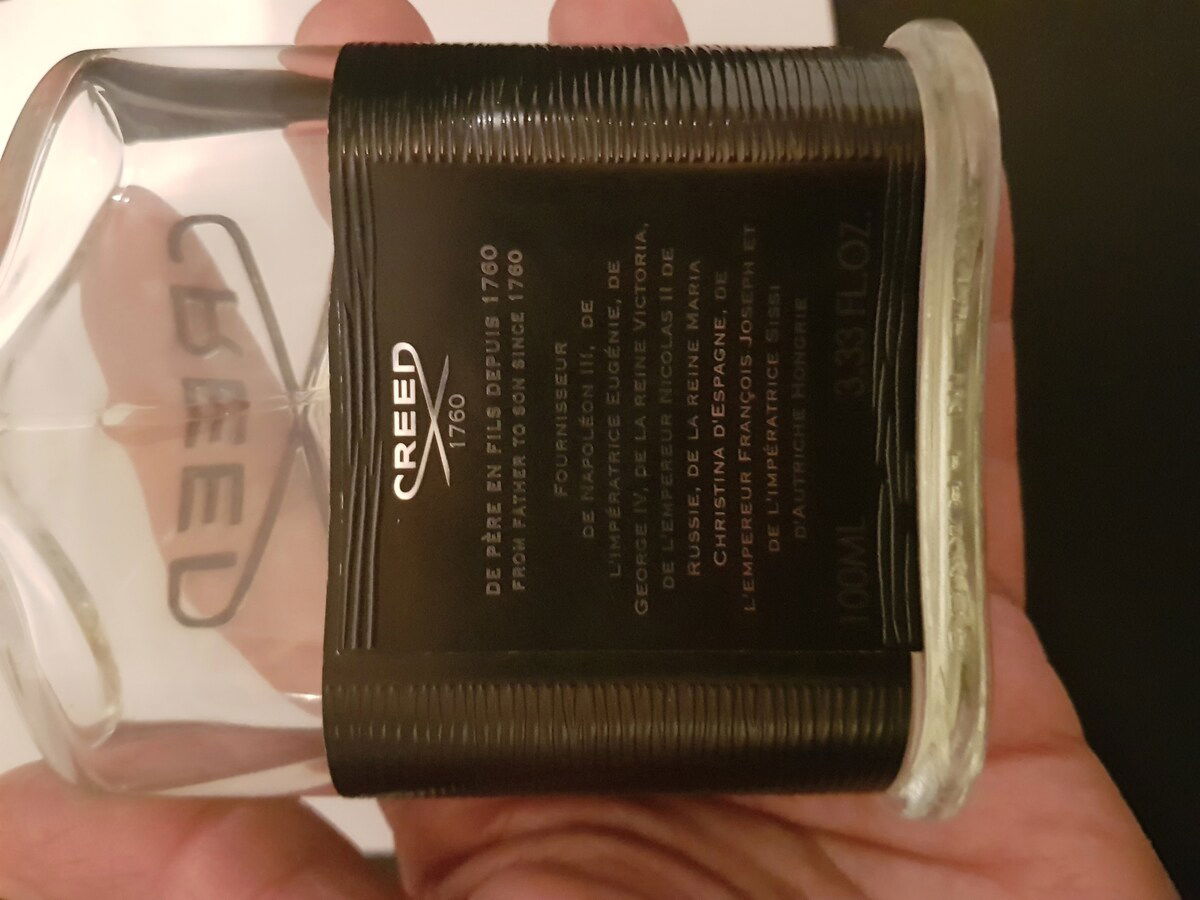 CREED
CREED
1760
DE PÈRE EN FILS DEPUIS 1760
FROM FATHER TO SON SINCE 1760
FOURNISSEUR
DE NAPOLÉON III, DE
L'IMPÉRATRICE EUGÉNIE, DE
GEORGE IV, DE LA REINE VICTORIA,
DE L'EMPEREUR NICOLAS II DE
RUSSIE, DE LA REINE MARIA
CHRISTINA D'ESPAGNE, DE
L'EMPEREUR FRANÇOIS JOSEPH ET
DE L'IMPÉRATRICE SISSI
D'AUTRICHE HONGRIE
100ML 3.33 FL.OZ.